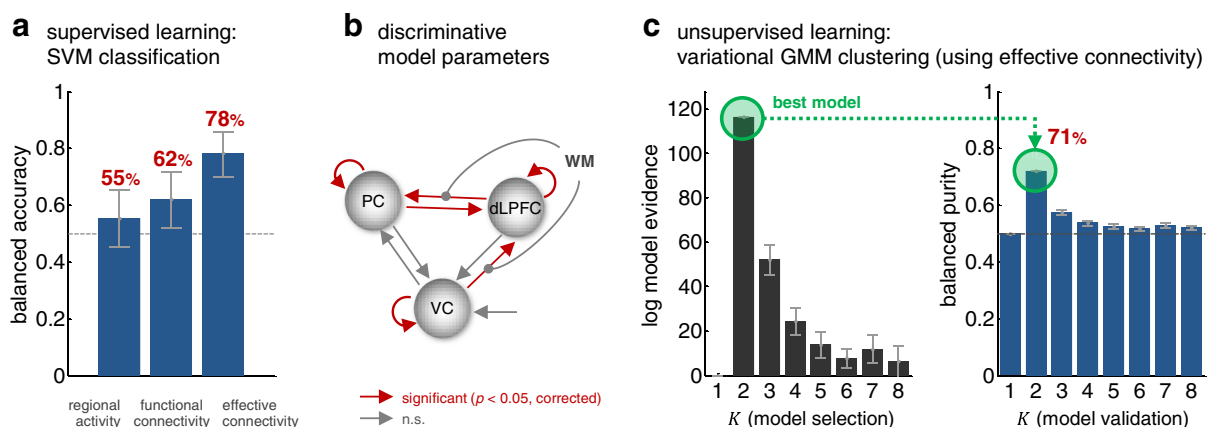 a supervised learning:
SVM classification
balanced accuracy
1
0.8
0.6
0.4
0.2
0
55%
62%
78%
regional
activity
functional
connectivity
effective
connectivity
b discriminative
model parameters
WM
PC
dLPFC
VC
significant (p < 0.05, corrected)
n.s.
c unsupervised learning:
variational GMM clustering (using effective connectivity)
log model evidence
120
100
80
60
40
20
0
best model
1 2 3 4 5 6 7 8
K (model selection)
balanced purity
1
0.8
0.6
0.4
0.2
0
71%
1 2 3 4 5 6 7 8
K (model validation)